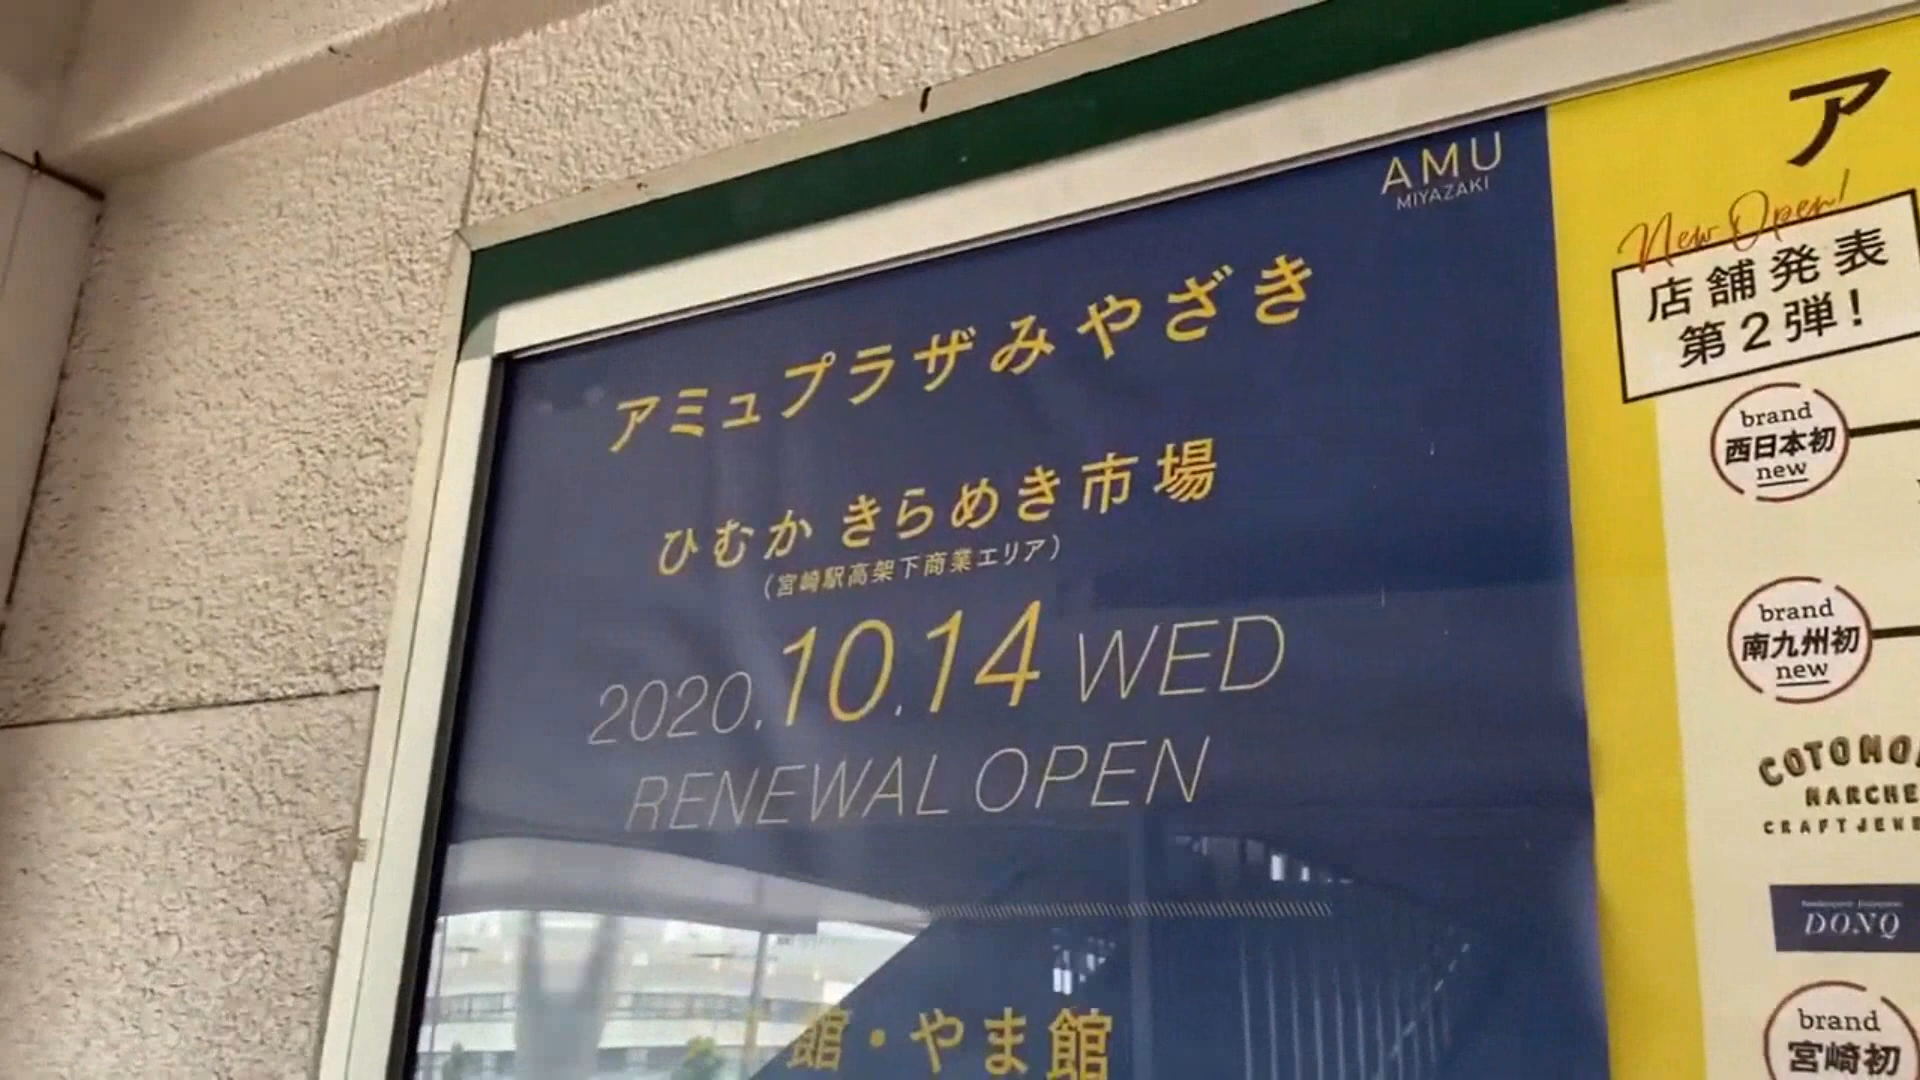 AMU
MIYAZAKI
アミュプラザみやざき
ひむか きらめき市場
(宮崎駅高架下商業エリア)
2020.10.14 WED
RENEWAL OPEN
館・やま館
ア
New Open!
店舗発表
第2弾!
brand
西日本初
new
brand
南九州初
new
MARCHE
DONQ
brand
宮崎初